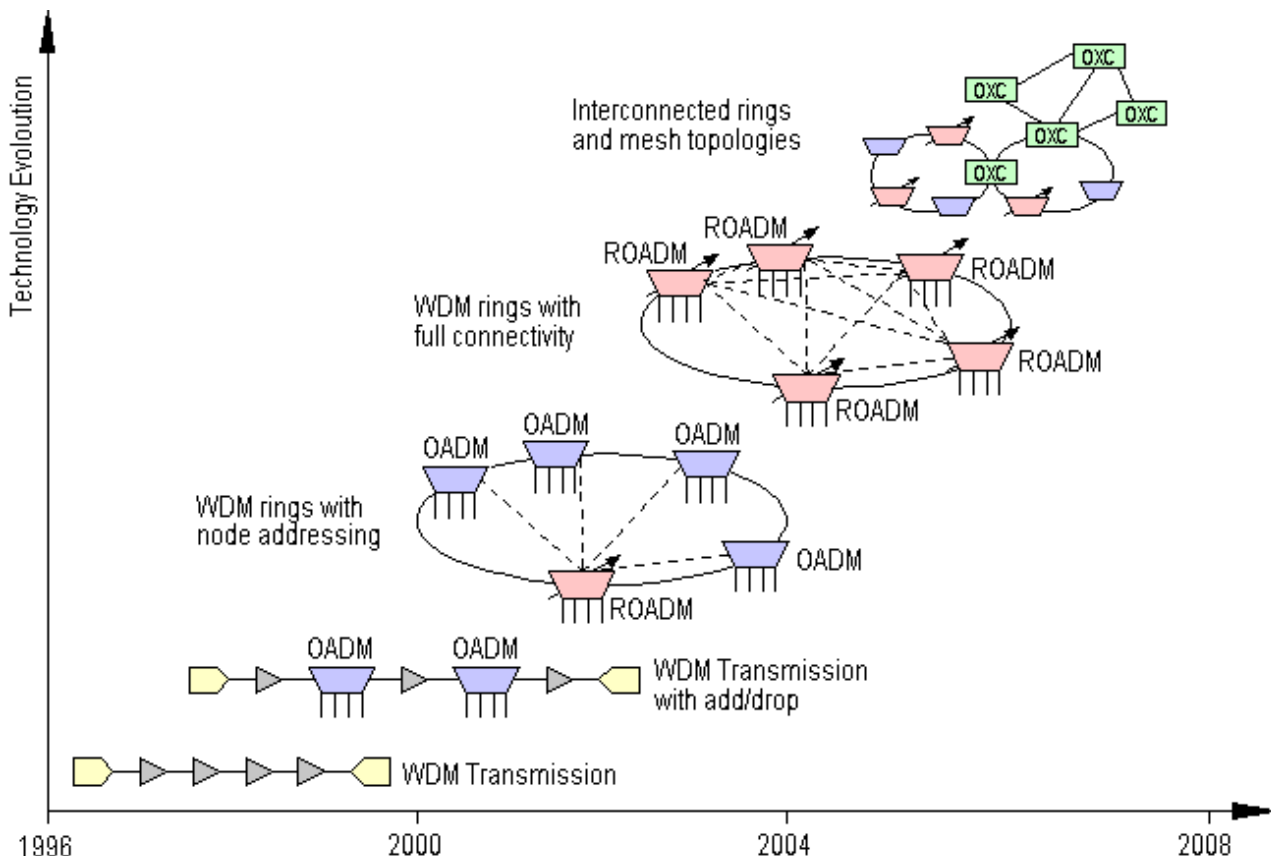 Technology Evoloution
OXC
OXC
OXC
OXC
OXC
Interconnected rings
and mesh topologies
ROADM
ROADM
ROADM
ROADM
ROADM
WDM rings with
full connectivity
OADM
OADM
OADM
OADM
ROADM
WDM rings with
node addressing
OADM
OADM
WDM Transmission
with add/drop
WDM Transmission
1996
2000
2004
2008